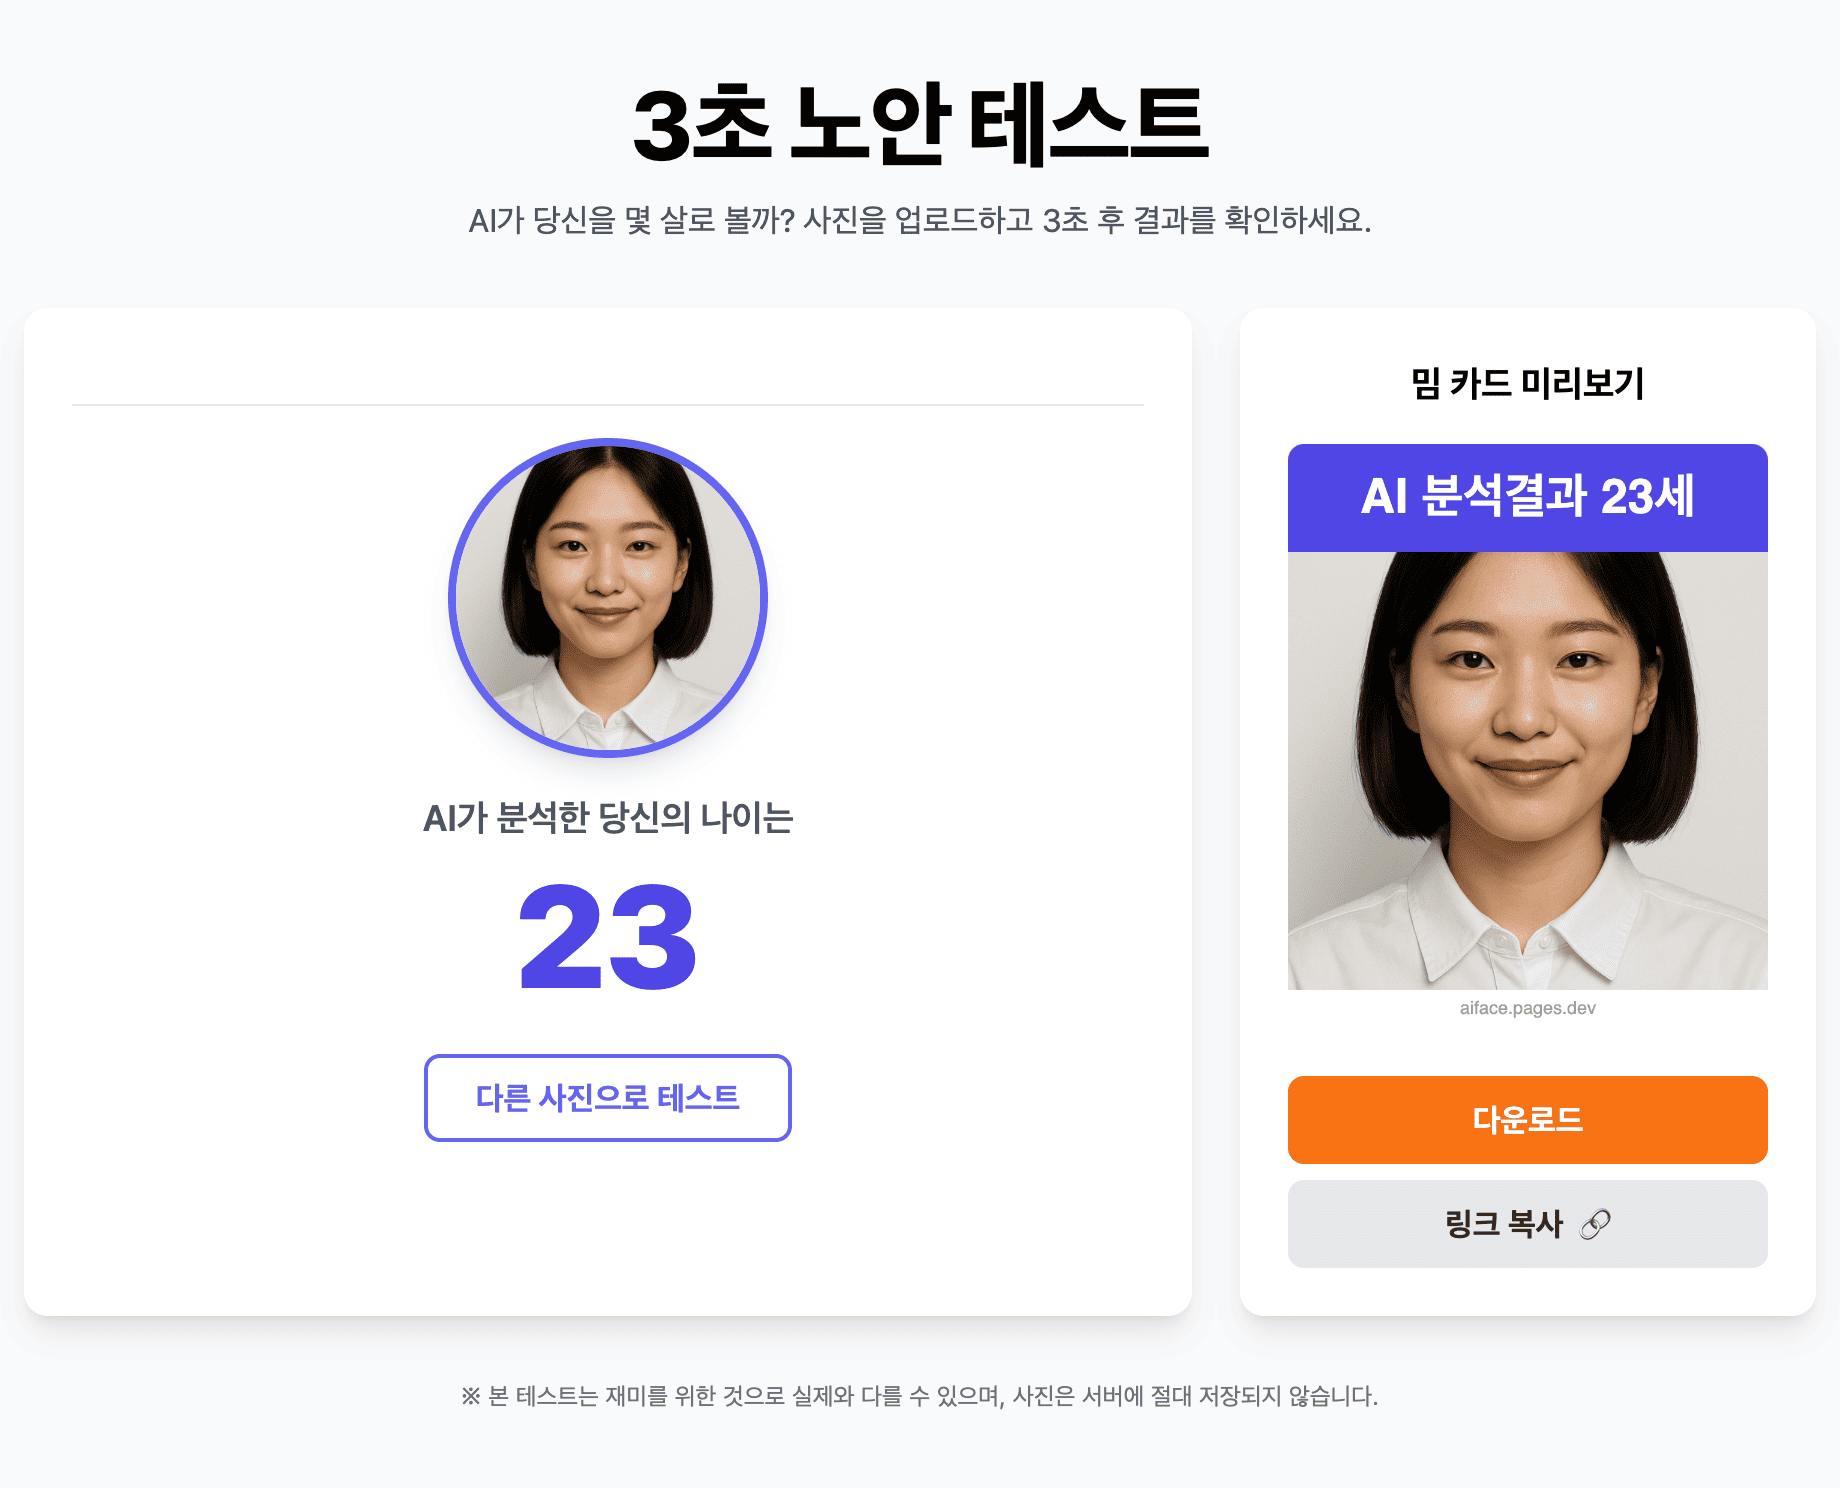 3초 노안 테스트
AI가 당신을 몇 살로 볼까? 사진을 업로드하고 3초 후 결과를 확인하세요.
AI가 분석한 당신의 나이는
23
다른 사진으로 테스트
밈 카드 미리보기
AI 분석결과 23세
aiface.pages.dev
다운로드
링크 복사 🔗
※ 본 테스트는 재미를 위한 것으로 실제와 다를 수 있으며, 사진은 서버에 절대 저장되지 않습니다.